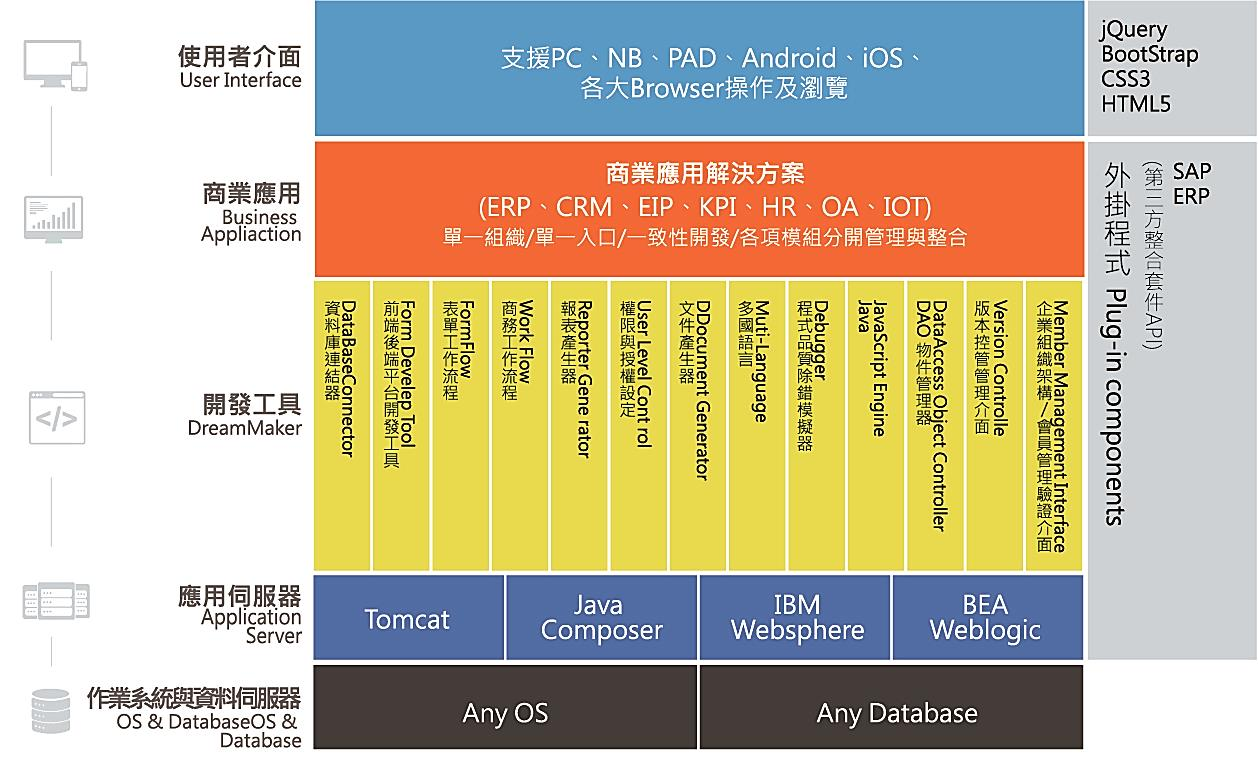 使用者介面
User Interface
支援PC、NB、PAD、Android、iOS、
各大Browser操作及瀏覽
jQuery
BootStrap
CSS3
HTML5
商業應用
Business
Appliaction
商業應用解決方案
(ERP、CRM、EIP、KPI、HR、OA、IOT)
單一組織/單一入口/一致性開發/各項模組分開管理與整合
外掛程式 Plug-in components
(第三方整合套件API)
SAP
ERP
開發工具
DreamMaker
DataBaseConnector
資料庫連結器
Form Develep Tool
前端後端平台開發工具
FormFlow
表單工作流程
Work Flow
商務工作流程
Reporter Gene rator
報表產生器
User Level Cont rol
權限與授權設定
DDocument Generator
文件產生器
Muti-Language
多國語言
Debugger
程式品質除錯模擬器
JavaScript Engine
Java
DataAccess Object Controller
DAO 物件管理器
Version Controlle
版本控管管理介面
Member Management Interface
企業組織架構/會員管理驗證介面
應用伺服器
Application
Server
Tomcat
Java
Composer
IBM
Websphere
BEA
Weblogic
作業系統與資料伺服器
OS & DatabaseOS &
Database
Any OS
Any Database